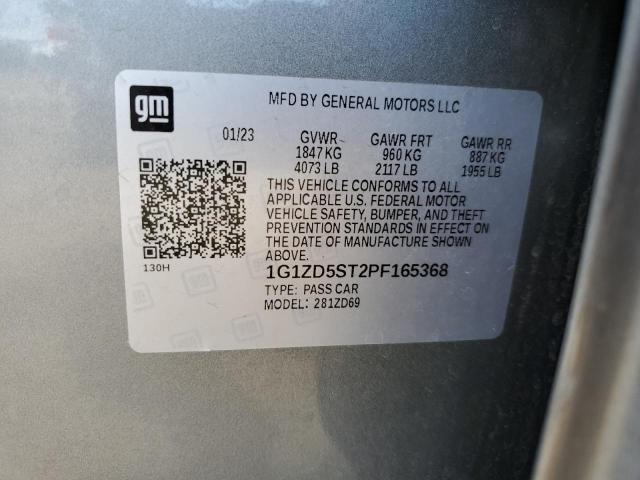 gm
MFD BY GENERAL MOTORS LLC
01/23 GVWR GAWR FRT GAWR RR
1847 KG 960 KG 887 KG
4073 LB 2117 LB 1955 LB
THIS VEHICLE CONFORMS TO ALL
APPLICABLE U.S. FEDERAL MOTOR
VEHICLE SAFETY, BUMPER, AND THEFT
PREVENTION STANDARDS IN EFFECT
ON THE DATE OF MANUFACTURE SHOWN
ABOVE.
130H
1G1ZD5ST2PF165368
TYPE: PASS CAR
MODEL: 281ZD69